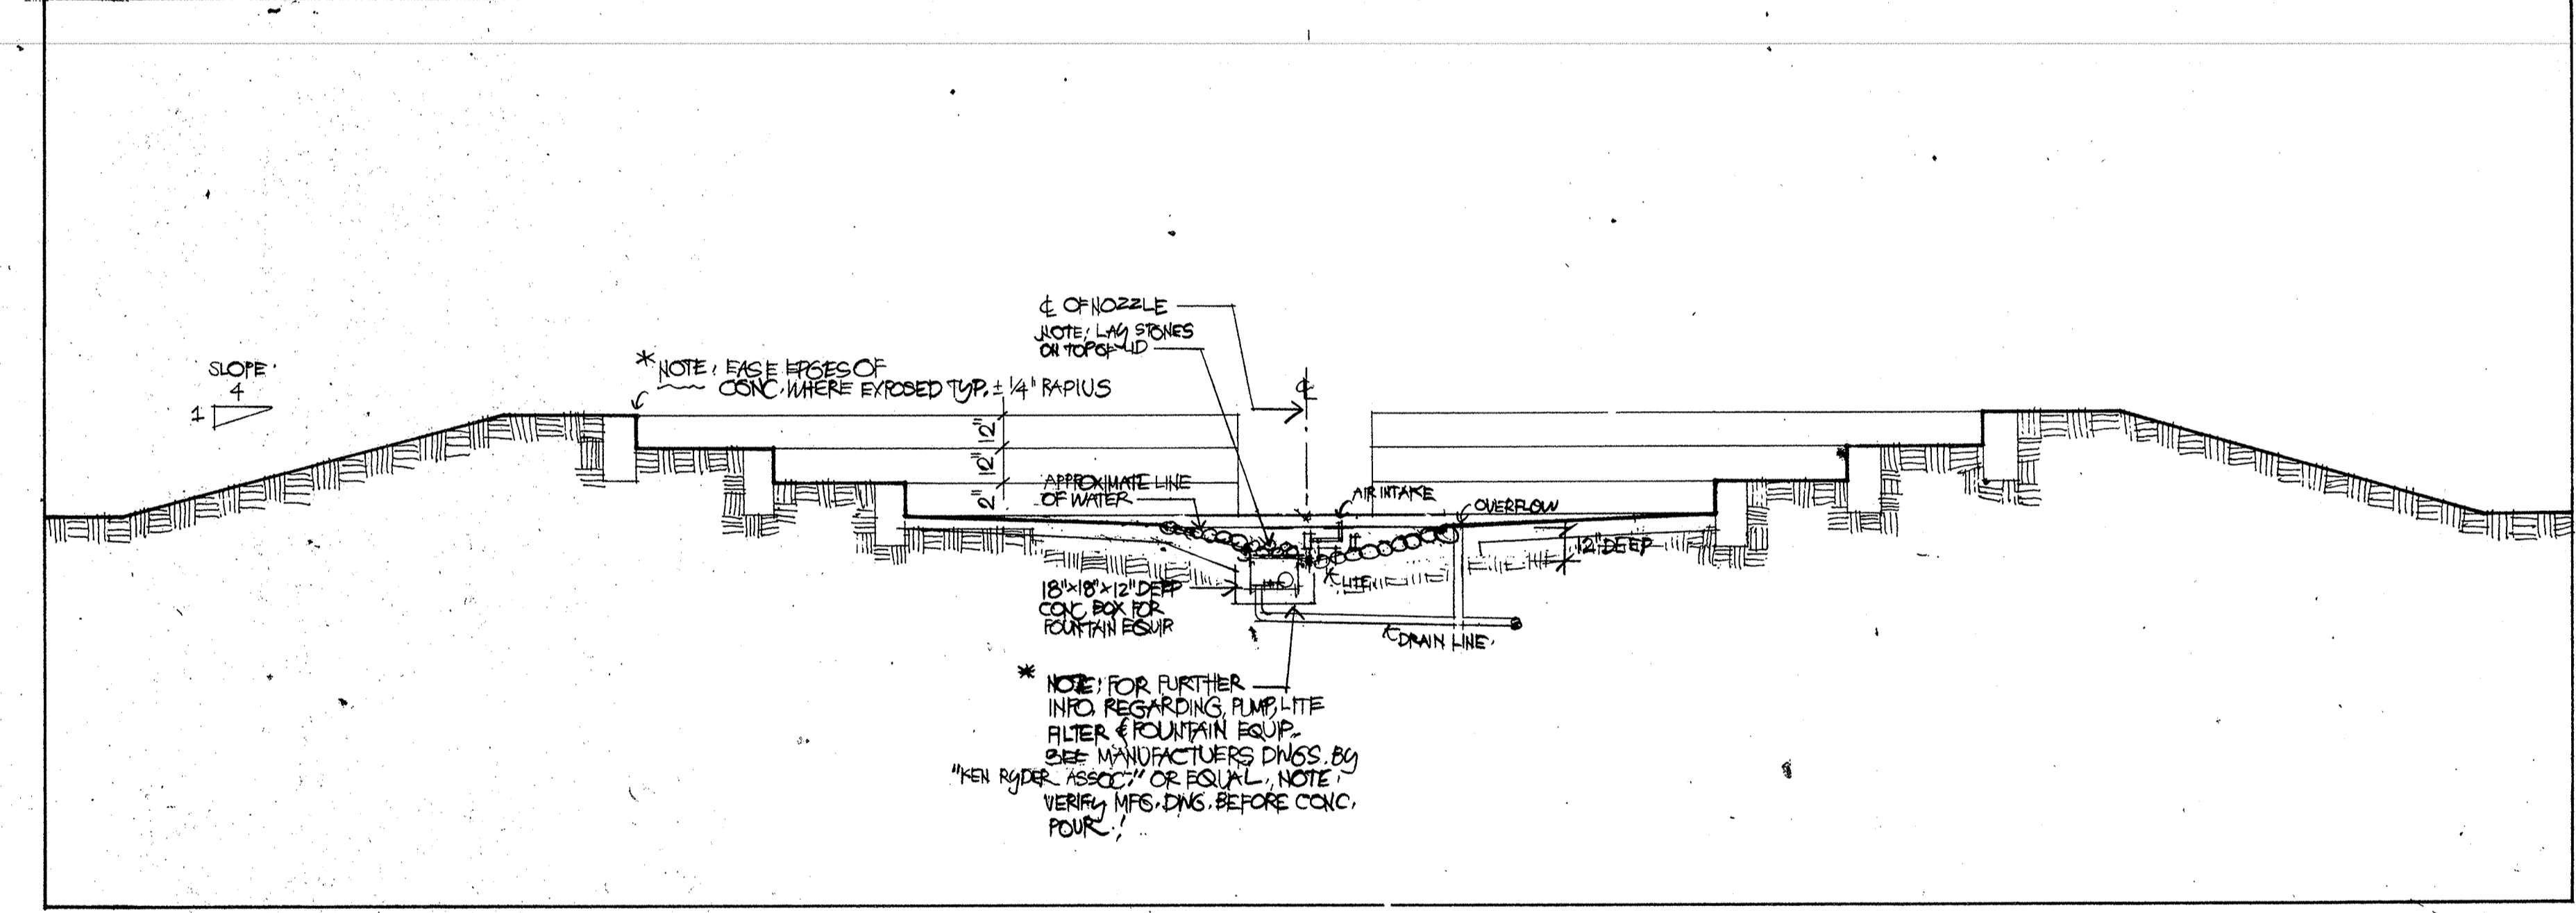 ℄ OF NOZZLE
NOTE: LAY STONES
ON TOP OF LID
* NOTE: EASE EDGES OF
CONC. WHERE EXPOSED TYP. ± 1/4" RADIUS
SLOPE
4
1
℄
12"
12"
12"
APPROXIMATE LINE
OF WATER
AIR INTAKE
OVERFLOW
12" DEEP
LITE
18"x18"x12" DEEP
CONC BOX FOR
FOUNTAIN EQUIP
DRAIN LINE
* NOTE: FOR FURTHER
INFO. REGARDING, PUMP, LITE
FILTER & FOUNTAIN EQUIP.
SEE MANUFACTUERS DWGS. BY
"KEN RYDER ASSOC." OR EQUAL, NOTE:
VERIFY MFG. DWG. BEFORE CONC.
POUR!